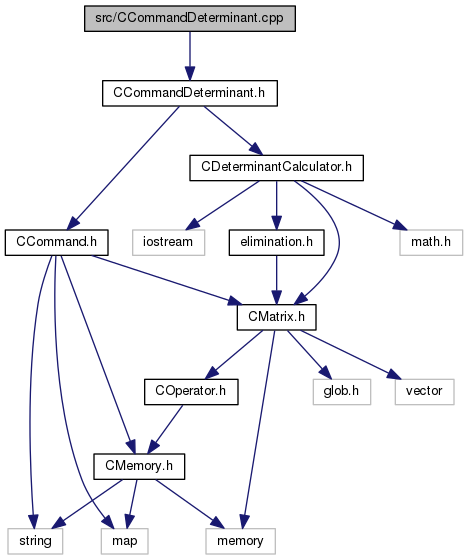 src/CCommandDeterminant.cpp
CCommandDeterminant.h
CDeterminantCalculator.h
CCommand.h
iostream
elimination.h
math.h
CMatrix.h
COperator.h
glob.h
vector
CMemory.h
string
map
memory